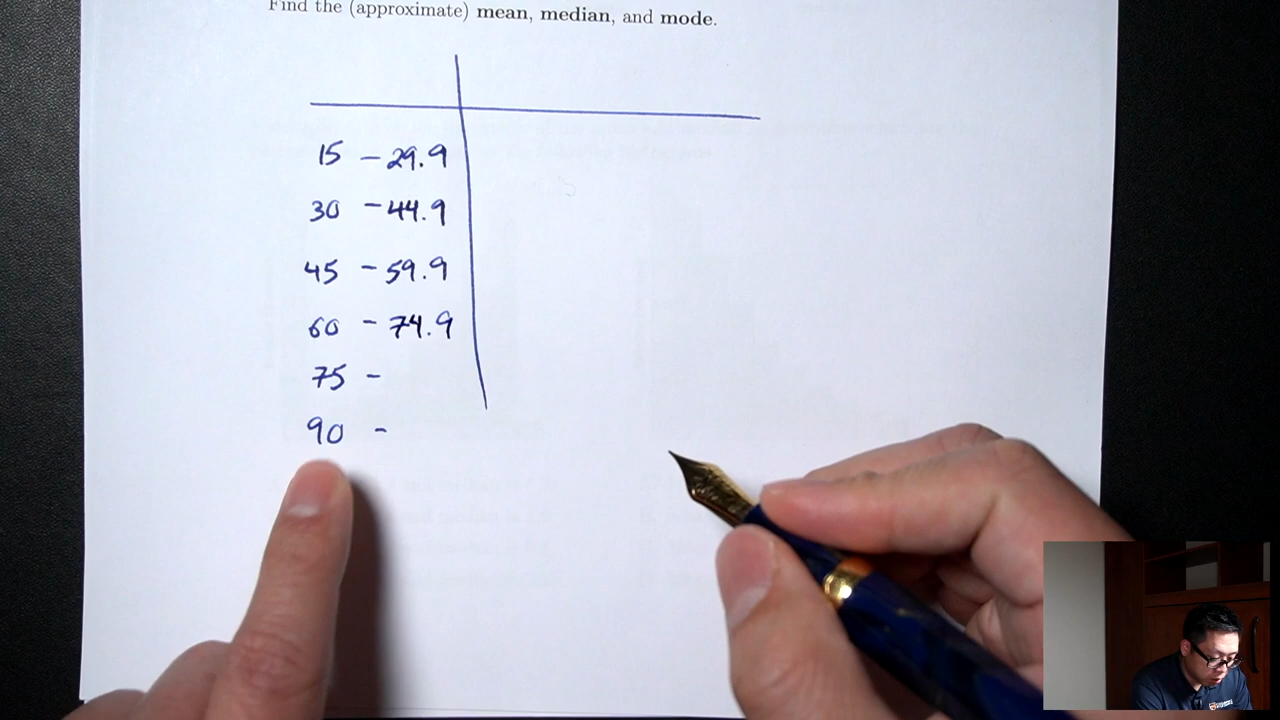 Find the (approximate) mean, median, and mode.
15 - 29.9
30 - 44.9
45 - 59.9
60 - 74.9
75 -
90 -